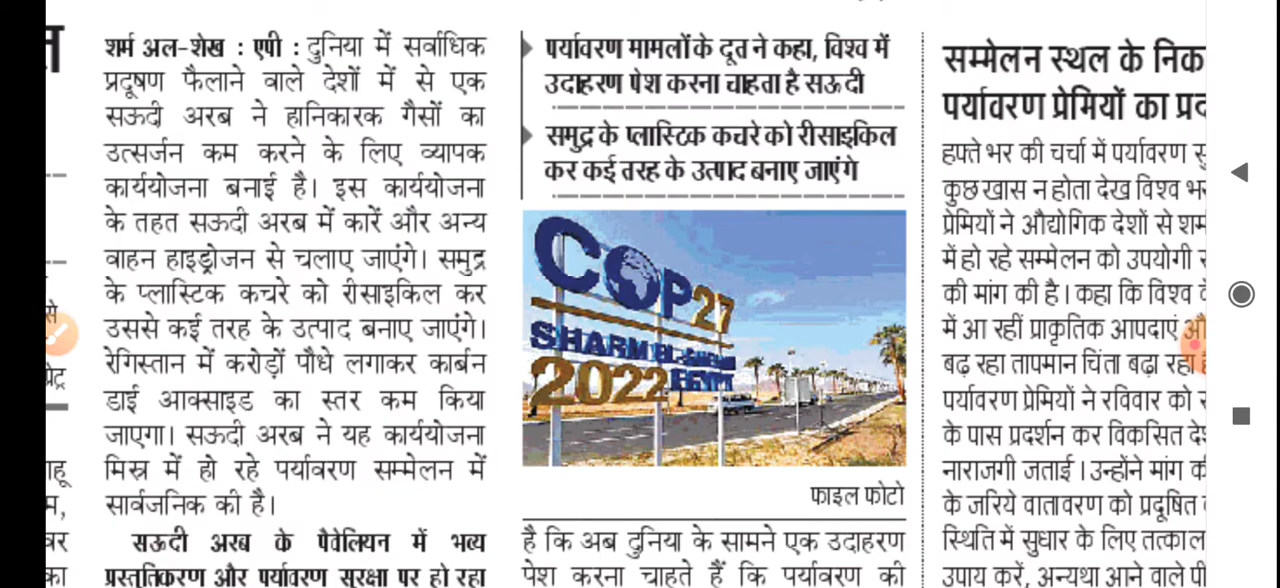 शर्म अल-शेख : एपी : दुनिया में सर्वाधिक
प्रदूषण फैलाने वाले देशों में से एक
सऊदी अरब ने हानिकारक गैसों का
उत्सर्जन कम करने के लिए व्यापक
कार्ययोजना बनाई है। इस कार्ययोजना
के तहत सऊदी अरब में कारें और अन्य
वाहन हाइड्रोजन से चलाए जाएंगे। समुद्र
के प्लास्टिक कचरे को रीसाइकिल कर
उससे कई तरह के उत्पाद बनाए जाएंगे।
रेगिस्तान में करोड़ों पौधे लगाकर कार्बन
डाई आक्साइड का स्तर कम किया
जाएगा। सऊदी अरब ने यह कार्ययोजना
मिस्र में हो रहे पर्यावरण सम्मेलन में
सार्वजनिक की है।
सऊदी अरब के पैवेलियन में भव्य
प्रस्तुतिकरण और पर्यावरण सुरक्षा पर हो रहा
पर्यावरण मामलों के दूत ने कहा, विश्व में
उदाहरण पेश करना चाहता है सऊदी
समुद्र के प्लास्टिक कचरे को रीसाइकिल
कर कई तरह के उत्पाद बनाए जाएंगे
COP27
SHARM EL-SHEIKH
2022 EGYPT
फाइल फोटो
है कि अब दुनिया के सामने एक उदाहरण
पेश करना चाहते हैं कि पर्यावरण की
सम्मेलन स्थल के निक
पर्यावरण प्रेमियों का प्रद
हफ्ते भर की चर्चा में पर्यावरण सु
कुछ खास न होता देख विश्व भर
प्रेमियों ने औद्योगिक देशों से शर्म
में हो रहे सम्मेलन को उपयोगी
की मांग की है। कहा कि विश्व
में आ रहीं प्राकृतिक आपदाएं
बढ़ रहा तापमान चिंता बढ़ा रहा
पर्यावरण प्रेमियों ने रविवार को
के पास प्रदर्शन कर विकसित
नाराजगी जताई। उन्होंने मांग की
के जरिये वातावरण को प्रदूषित
स्थिति में सुधार के लिए तत्काल
उपाय करें, अन्यथा आने वाले पी